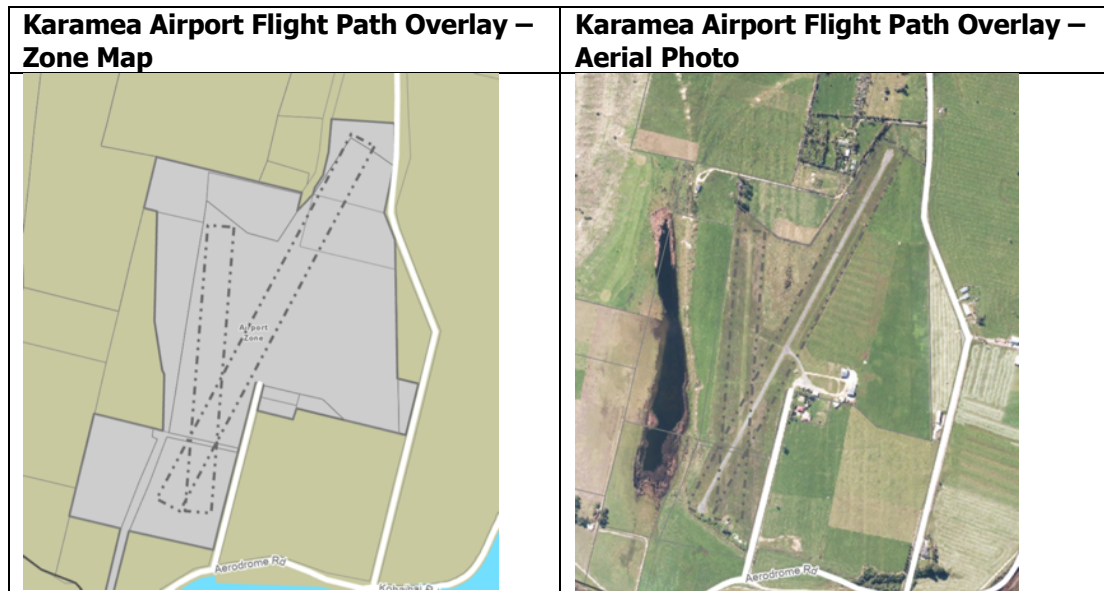 Karamea Airport Flight Path Overlay –
Zone Map
Karamea Airport Flight Path Overlay –
Aerial Photo
Airport
Zone
Aerodrome Rd
Aerodrome Rd